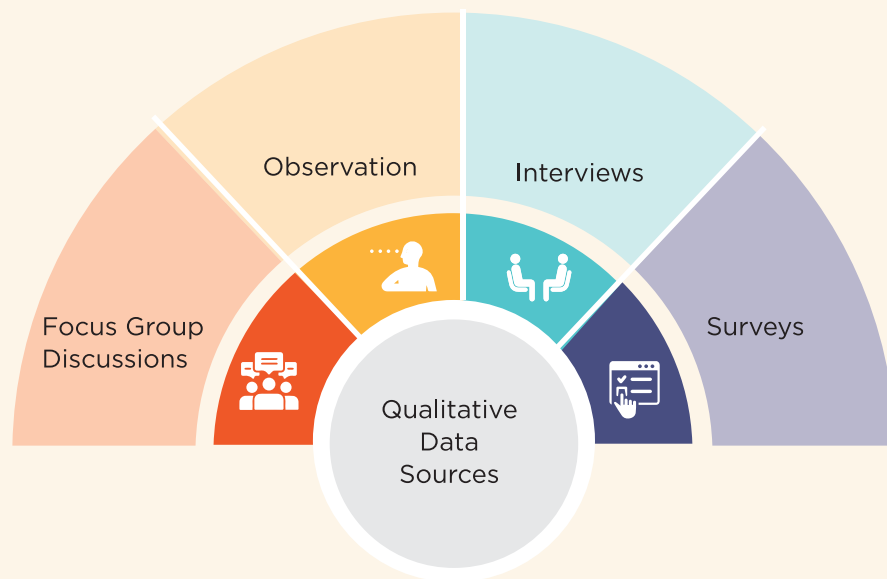 Observation
Interviews
Focus Group
Discussions
Surveys
Qualitative
Data
Sources